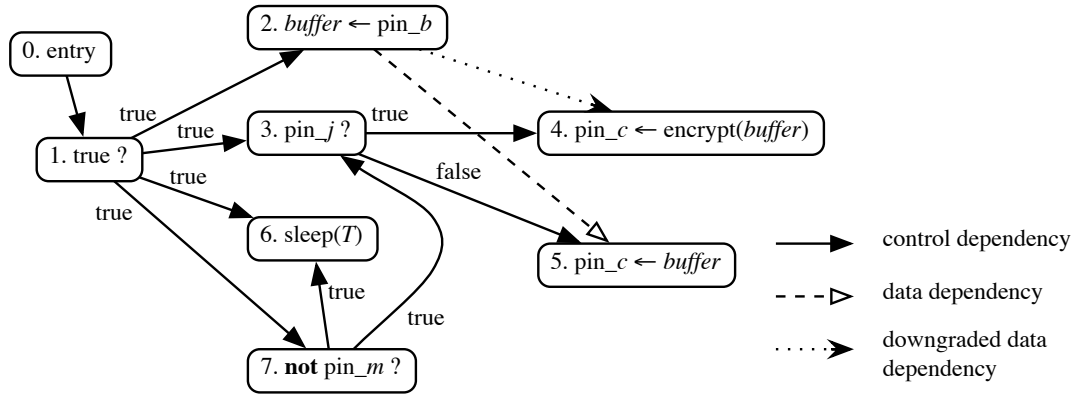 2. buffer ← pin_b
0. entry
true
true
3. pin_j ?
true
4. pin_c ← encrypt(buffer)
1. true ?
true
false
true
6. sleep(T)
5. pin_c ← buffer
control dependency
true
data dependency
true
downgraded data
dependency
7. not pin_m ?